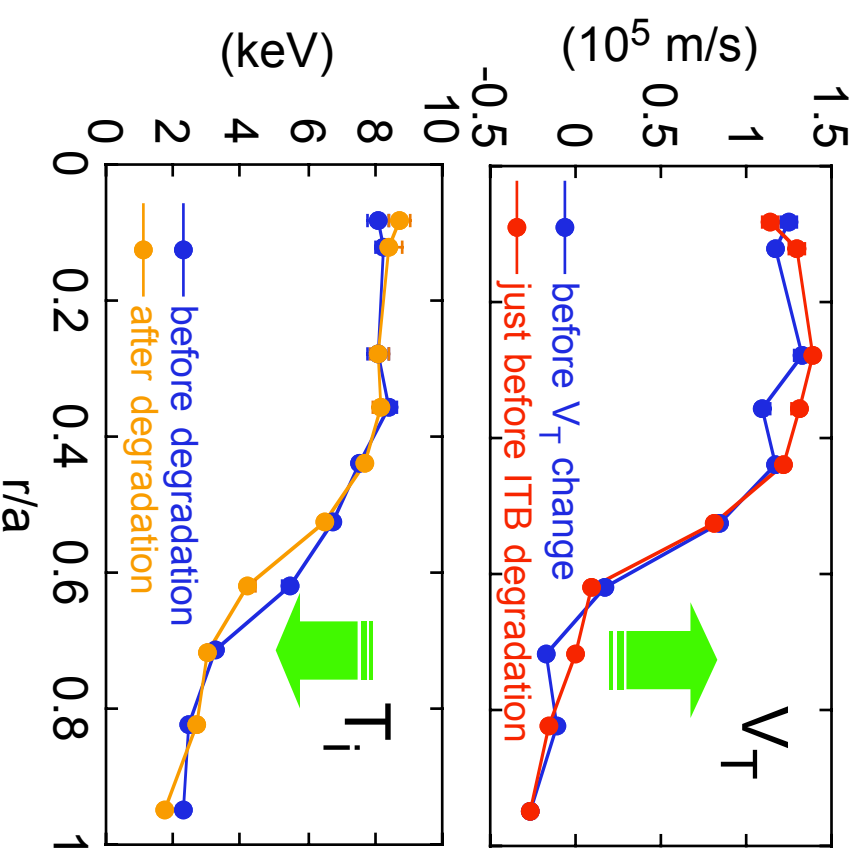 (10⁵ m/s)
1.5
1
0.5
0
-0.5
before V_T change
just before ITB degradation
V_T
(keV)
10
8
6
4
2
0
before degradation
after degradation
T_i
0
0.2
0.4
0.6
0.8
1
r/a